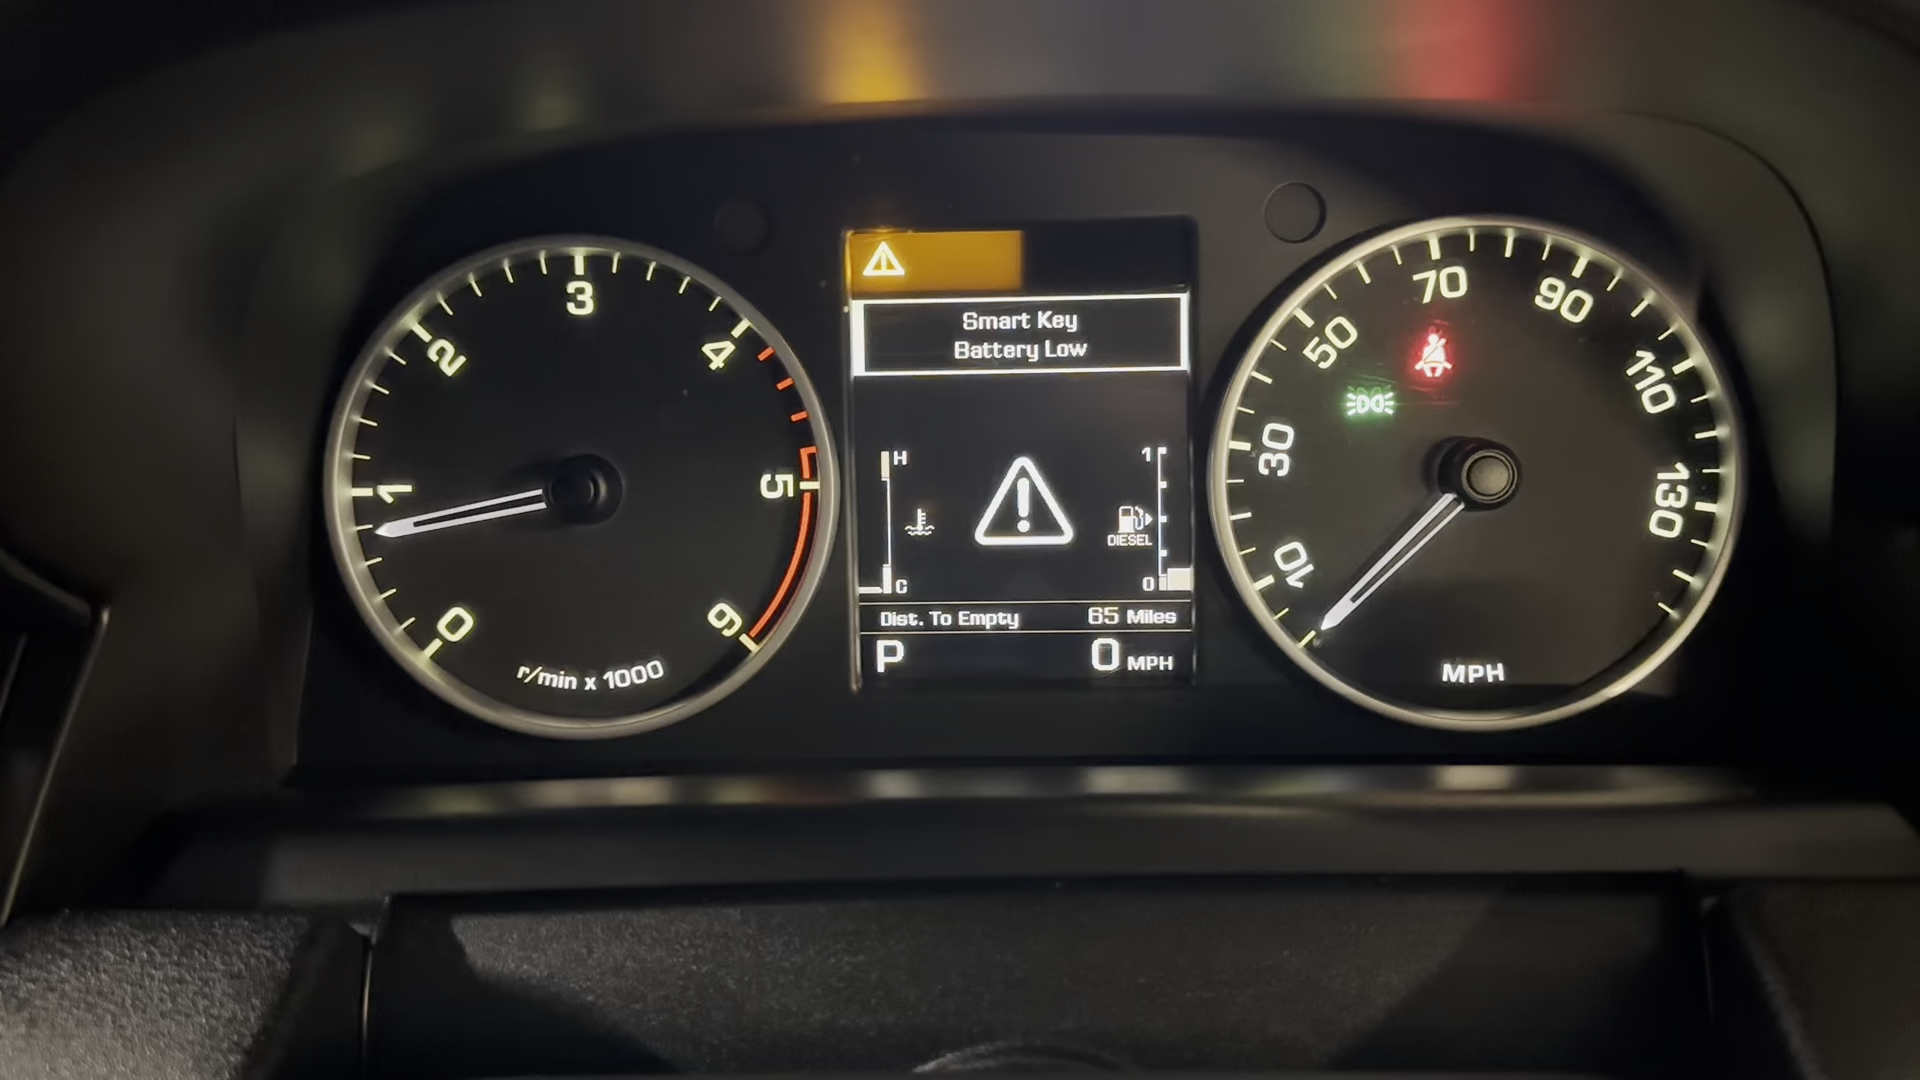 0
1
2
3
4
5
6
r/min x 1000
Smart Key
Battery Low
H
C
1
DIESEL
0
Dist. To Empty 65 Miles
P 0 MPH
10
30
50
70
90
110
130
MPH